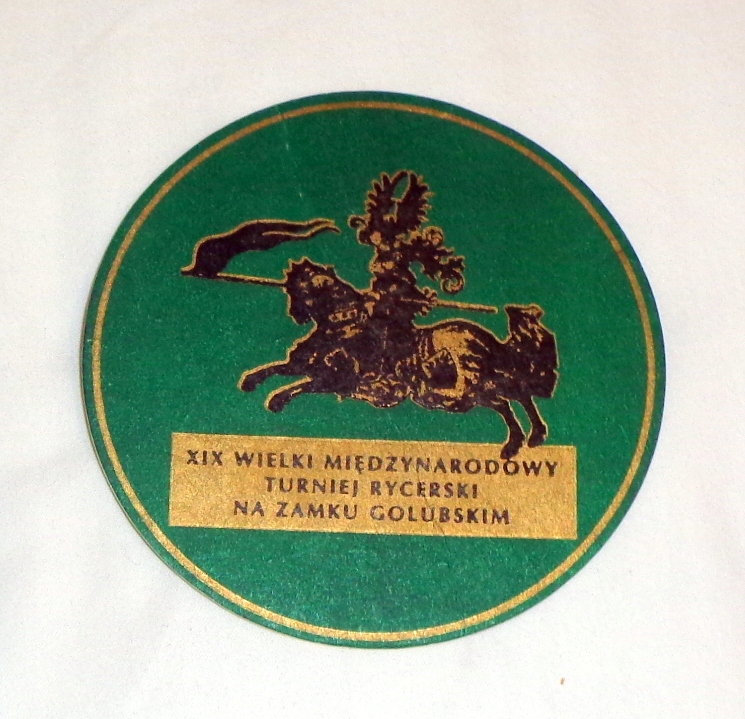 XIX WIELKI MIĘDZYNARODOWY
TURNIEJ RYCERSKI
NA ZAMKU GOLUBSKIM